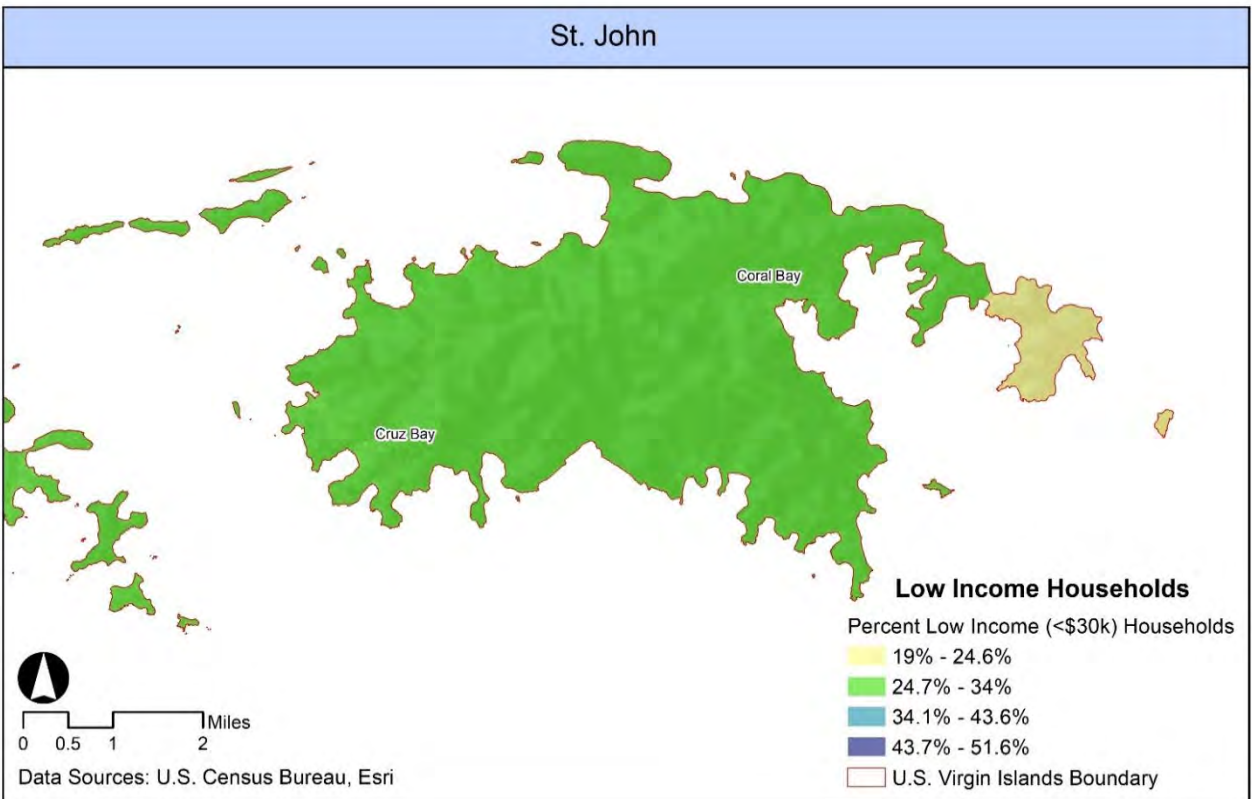 St. John
Coral Bay
Cruz Bay
Low Income Households
Percent Low Income (<$30k) Households
19% - 24.6%
24.7% - 34%
34.1% - 43.6%
43.7% - 51.6%
U.S. Virgin Islands Boundary
Miles
0 0.5 1 2
Data Sources: U.S. Census Bureau, Esri